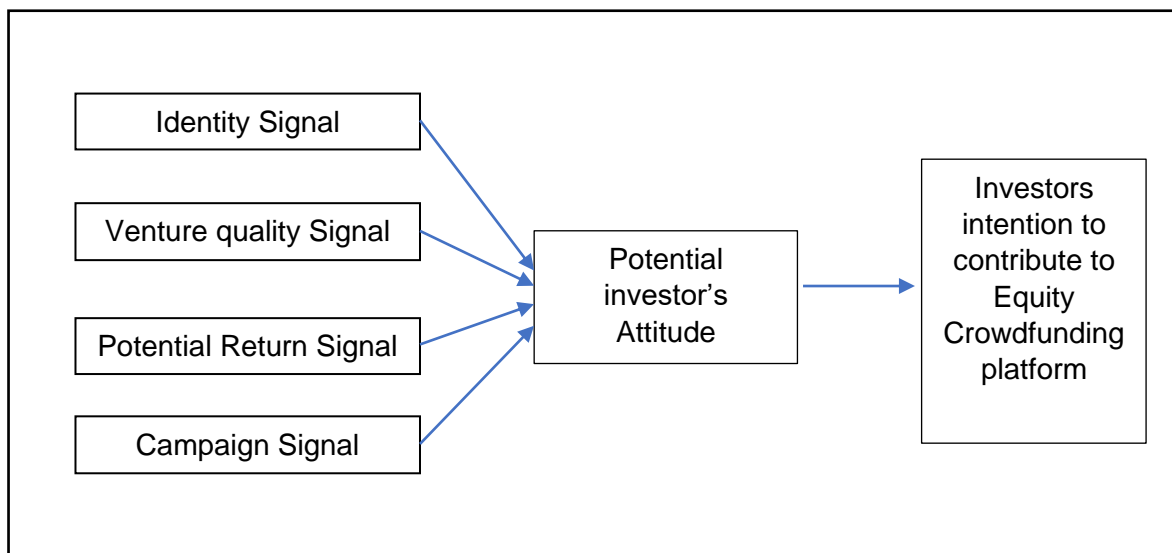 Identity Signal
Venture quality Signal
Potential Return Signal
Campaign Signal
Potential
investor’s
Attitude
Investors
intention to
contribute to
Equity
Crowdfunding
platform